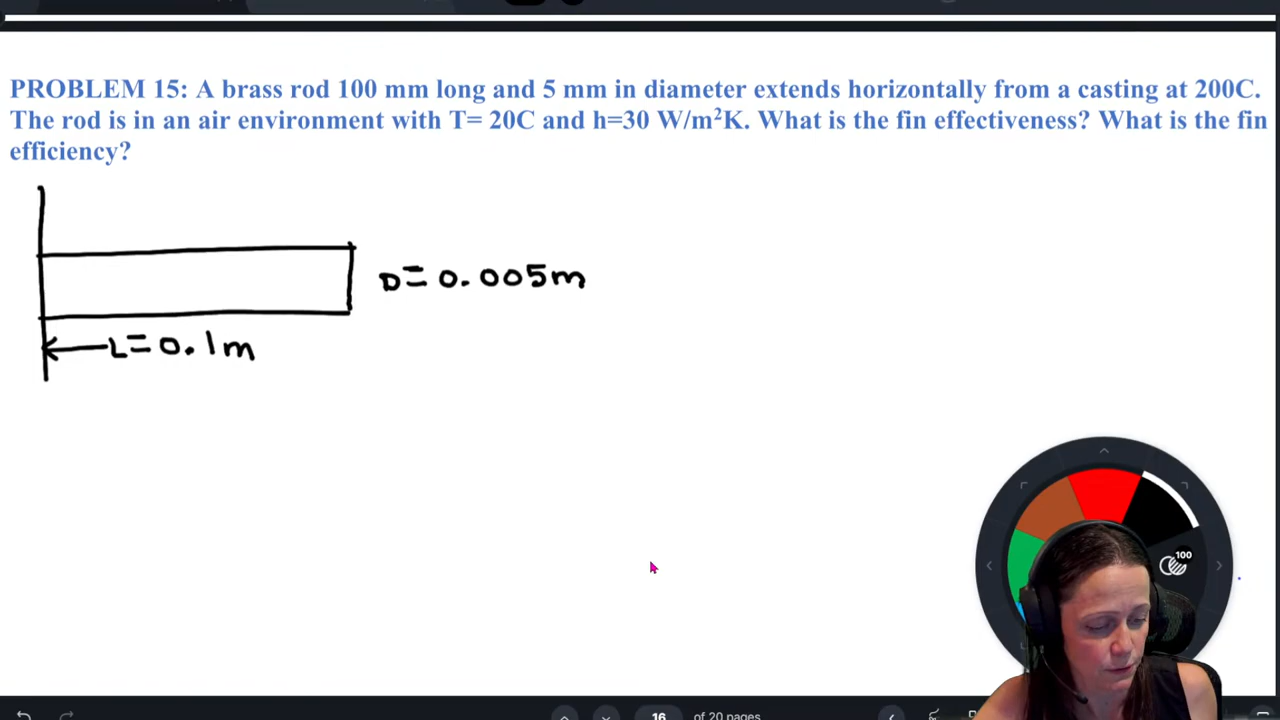 PROBLEM 15: A brass rod 100 mm long and 5 mm in diameter extends horizontally from a casting at 200C.
The rod is in an air environment with T= 20C and h=30 W/m²K. What is the fin effectiveness? What is the fin
efficiency?
D=0.005m
L=0.1m
100
16 of 20 pages